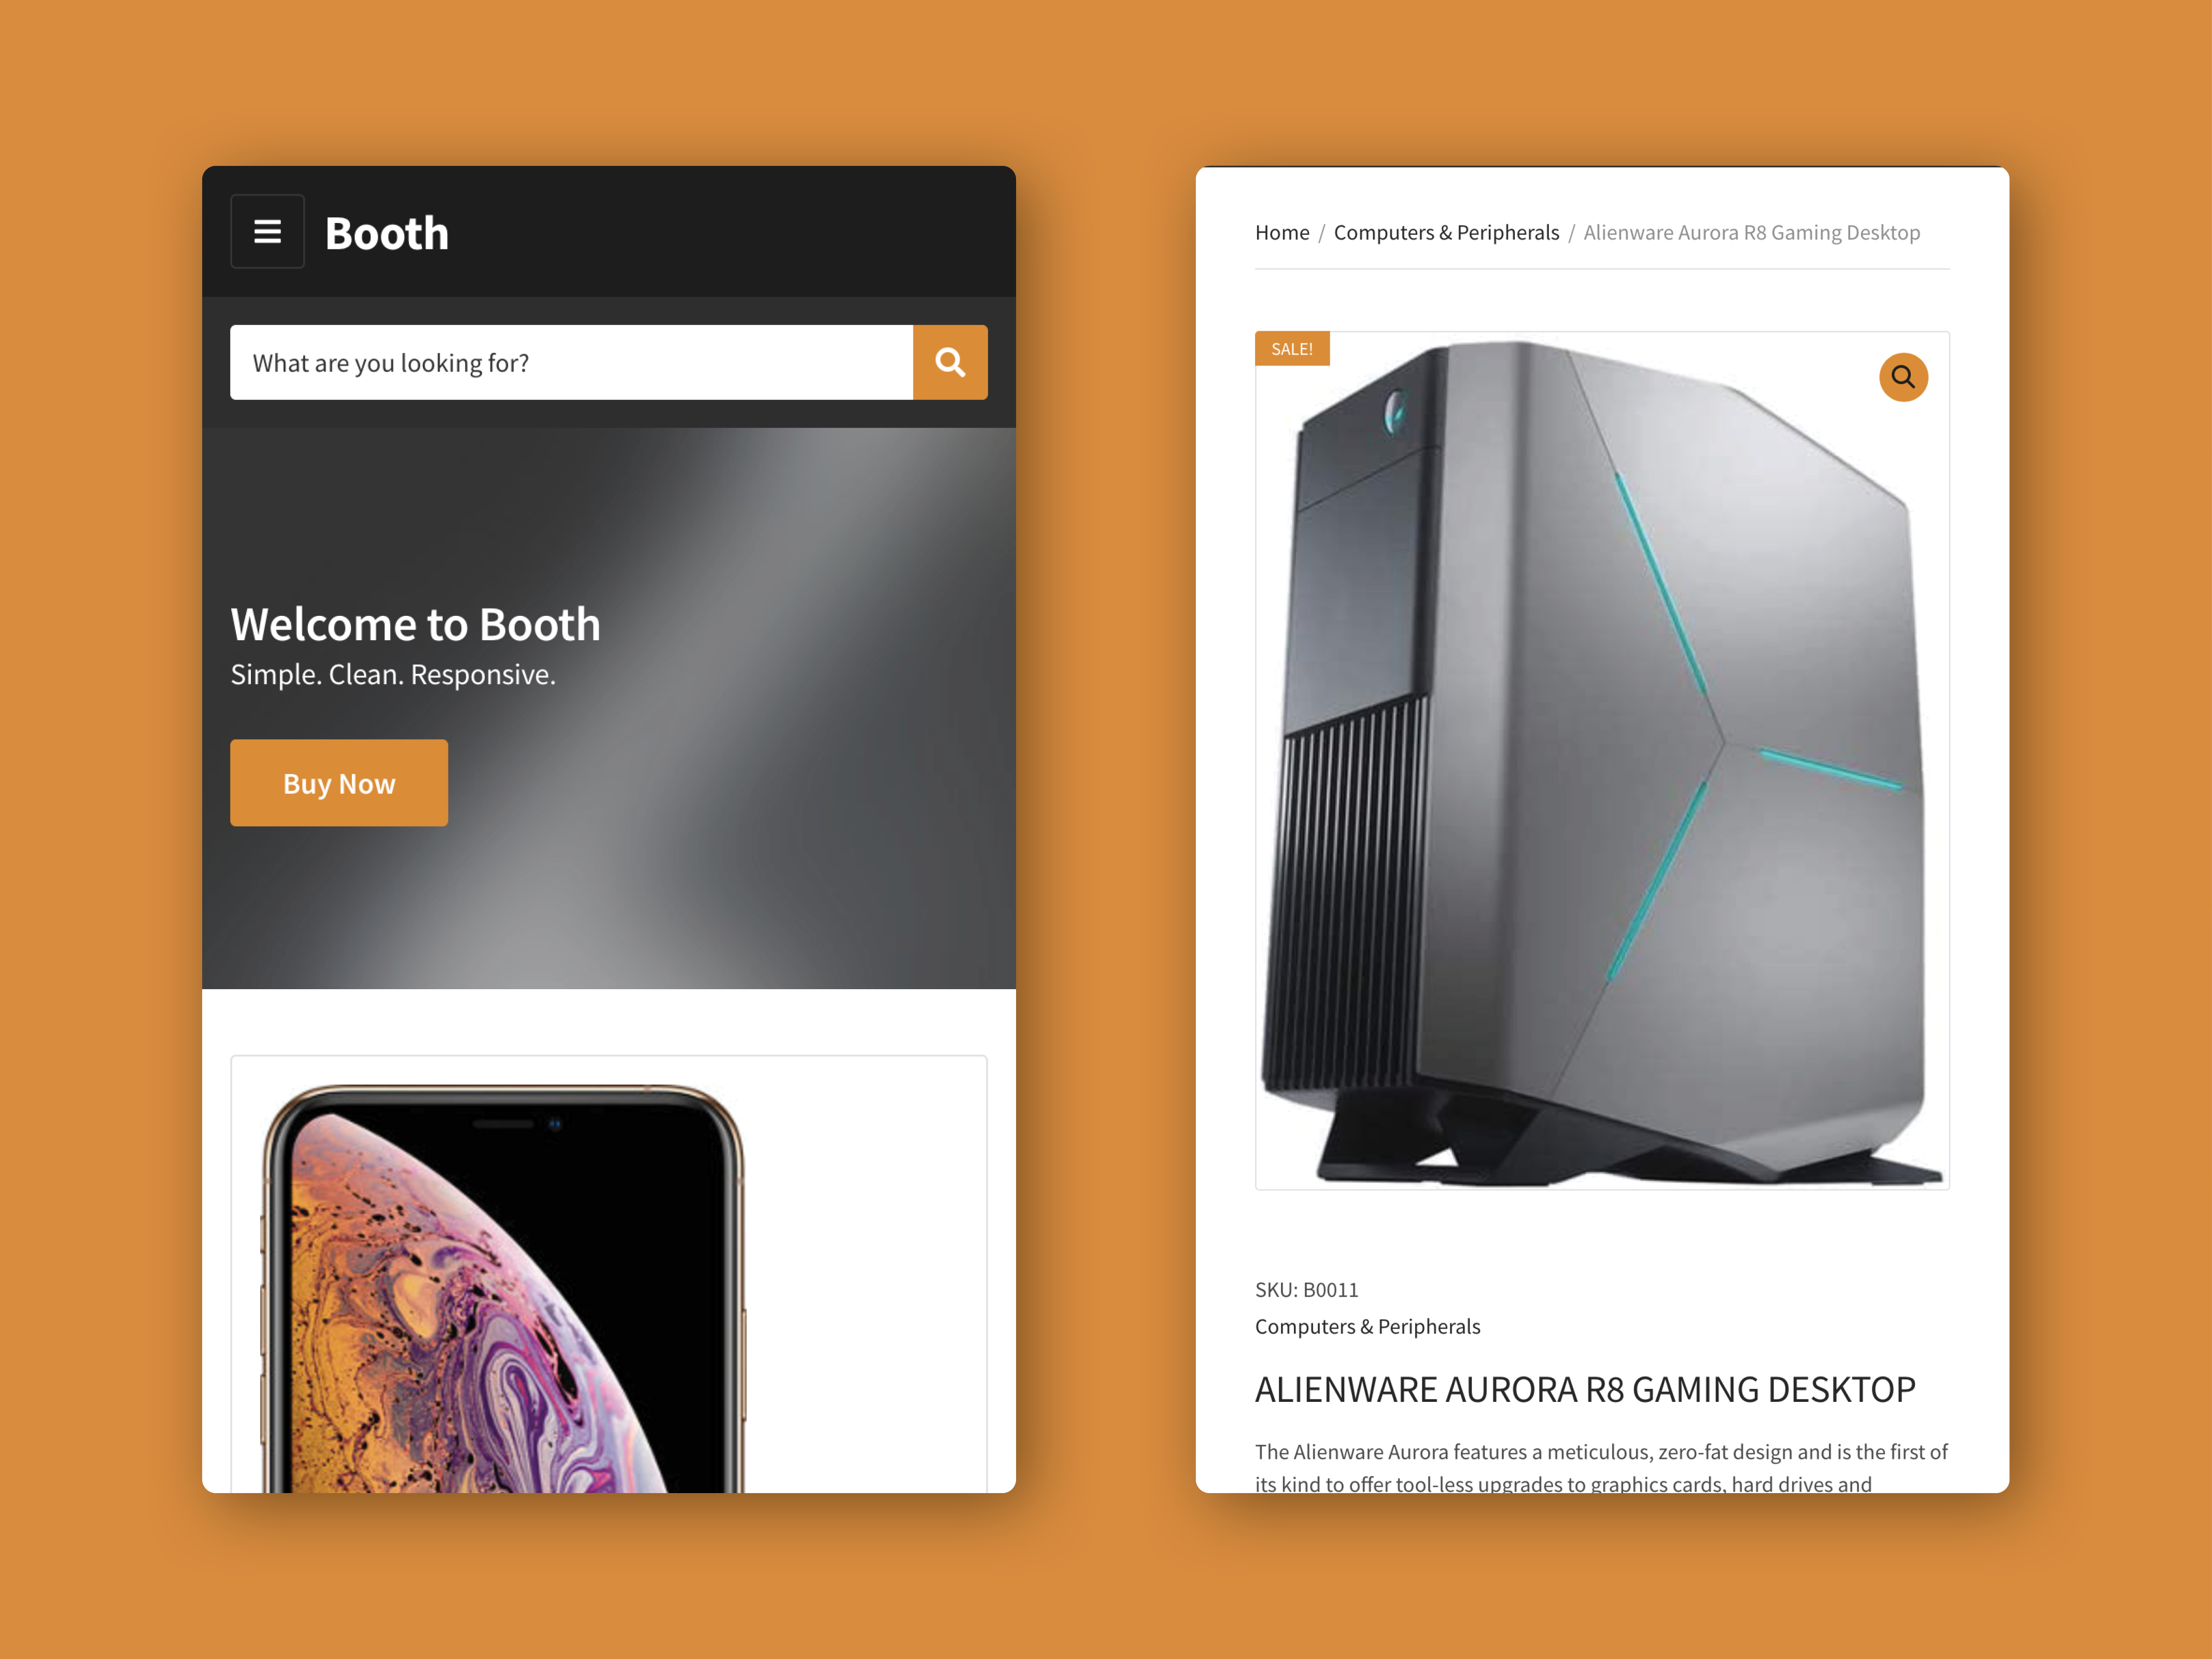 Booth
What are you looking for?
Welcome to Booth
Simple. Clean. Responsive.
Buy Now
Home / Computers & Peripherals / Alienware Aurora R8 Gaming Desktop
SALE!
SKU: B0011
Computers & Peripherals
ALIENWARE AURORA R8 GAMING DESKTOP
The Alienware Aurora features a meticulous, zero-fat design and is the first of
its kind to offer tool-less upgrades to graphics cards, hard drives and